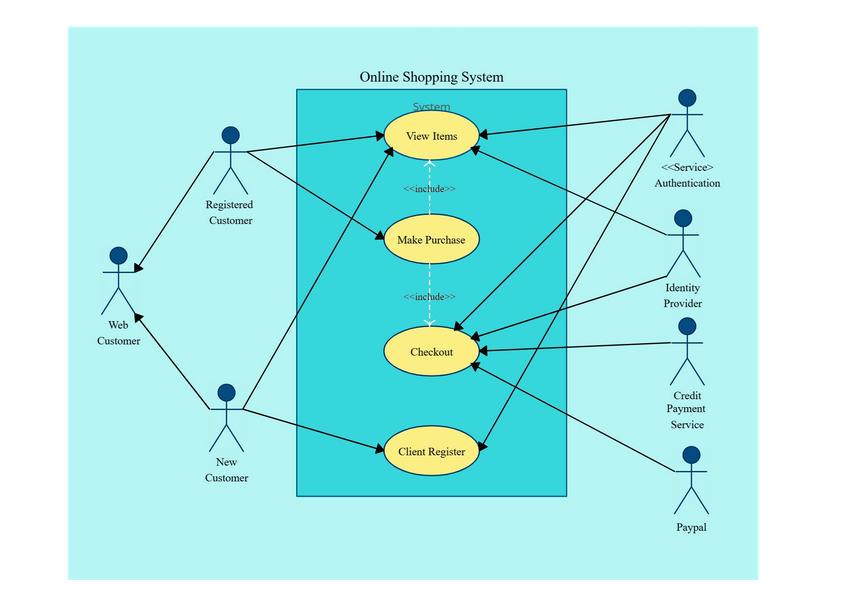 Online Shopping System
System
View Items
<<Service>
Authentication
<<include>>
Registered
Customer
Make Purchase
Identity
Provider
<<include>>
Web
Customer
Checkout
Credit
Payment
Service
Client Register
New
Customer
Paypal